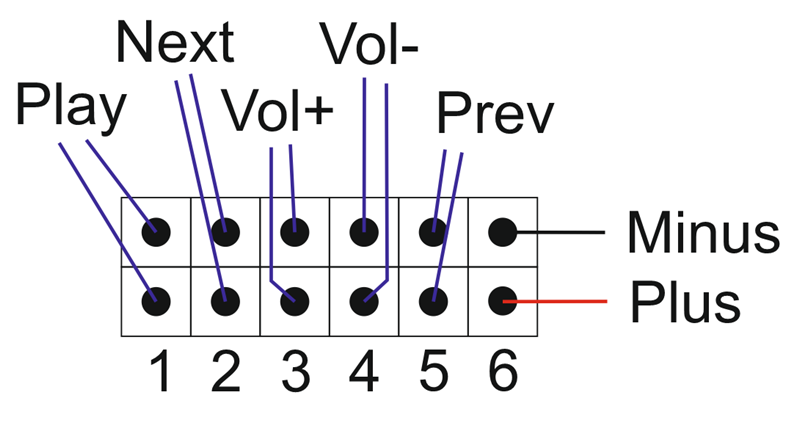 Next Vol-
Play Vol+ Prev
Minus
Plus
1 2 3 4 5 6